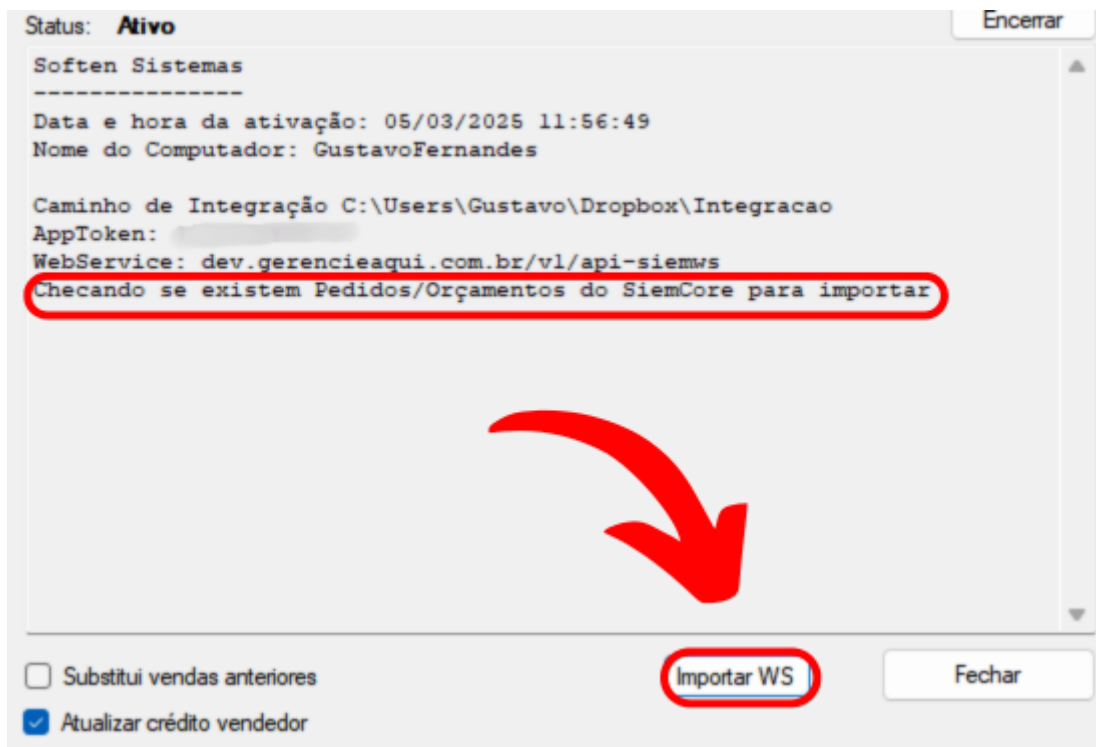 Status: Ativo
Encerrar
Soften Sistemas
---------------
Data e hora da ativação: 05/03/2025 11:56:49
Nome do Computador: GustavoFernandes
Caminho de Integração C:\Users\Gustavo\Dropbox\Integracao
AppToken:
WebService: dev.gerencieaqui.com.br/v1/api-siemws
Checando se existem Pedidos/Orçamentos do SiemCore para importar
Substitui vendas anteriores
Importar WS
Fechar
Atualizar crédito vendedor